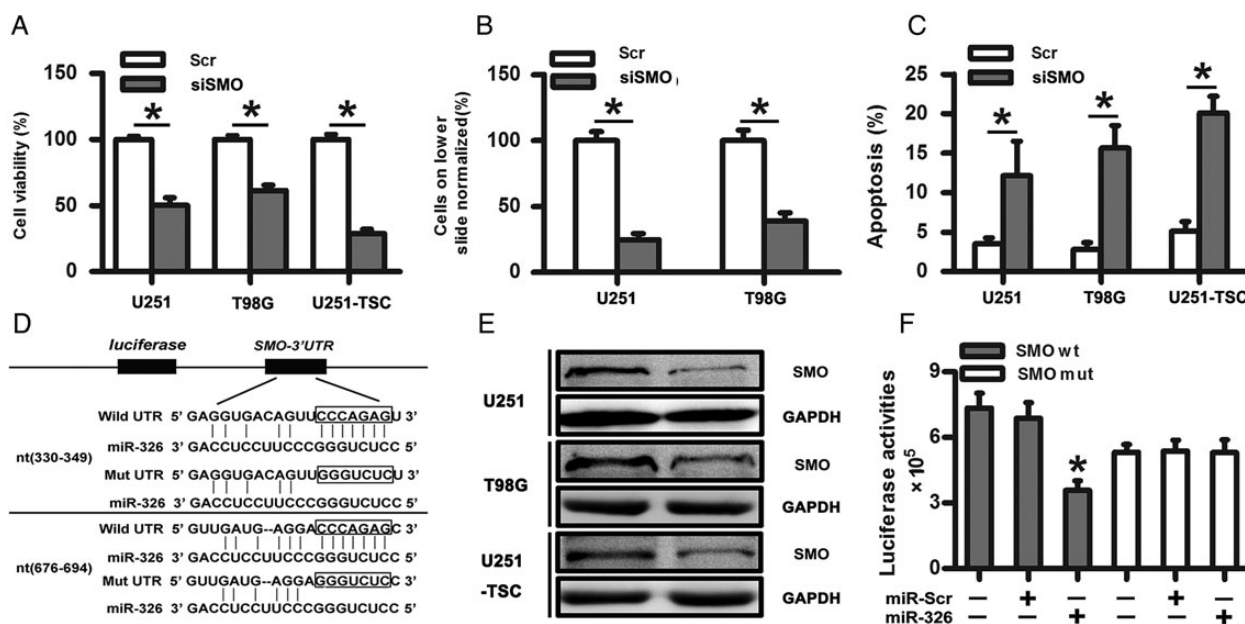 A
Scr
siSMO
Cell viability (%)
150
100
50
0
U251
T98G
U251-TSC
B
Scr
siSMO
Cells on lower
slide normalized(%)
150
100
50
0
U251
T98G
C
Scr
siSMO
Apoptosis (%)
25
20
15
10
5
0
U251
T98G
U251-TSC
D
luciferase
SMO-3'UTR
nt(330-349)
Wild UTR 5' GAGGUGACAGUUCCCAGAGU 3'
miR-326 3' GACCUCCUUCCCGGGUCUCC 5'
Mut UTR 5' GAGGUGACAGUUGGGUCUCU 3'
miR-326 3' GACCUCCUUCCCGGGUCUCC 5'
nt(676-694)
Wild UTR 5' GUUGAUG--AGGACCCAGAGC 3'
miR-326 3' GACCUCCUUCCCGGGUCUCC 5'
Mut UTR 5' GUUGAUG--AGGAGGGUCUCC 3'
miR-326 3' GACCUCCUUCCCGGGUCUCC 5'
E
U251
SMO
GAPDH
T98G
SMO
GAPDH
U251
-TSC
SMO
GAPDH
F
SMO wt
SMO mut
Luciferase activities
× 10⁵
9
6
3
0
miR-Scr − + − − + −
miR-326 − − + − − +